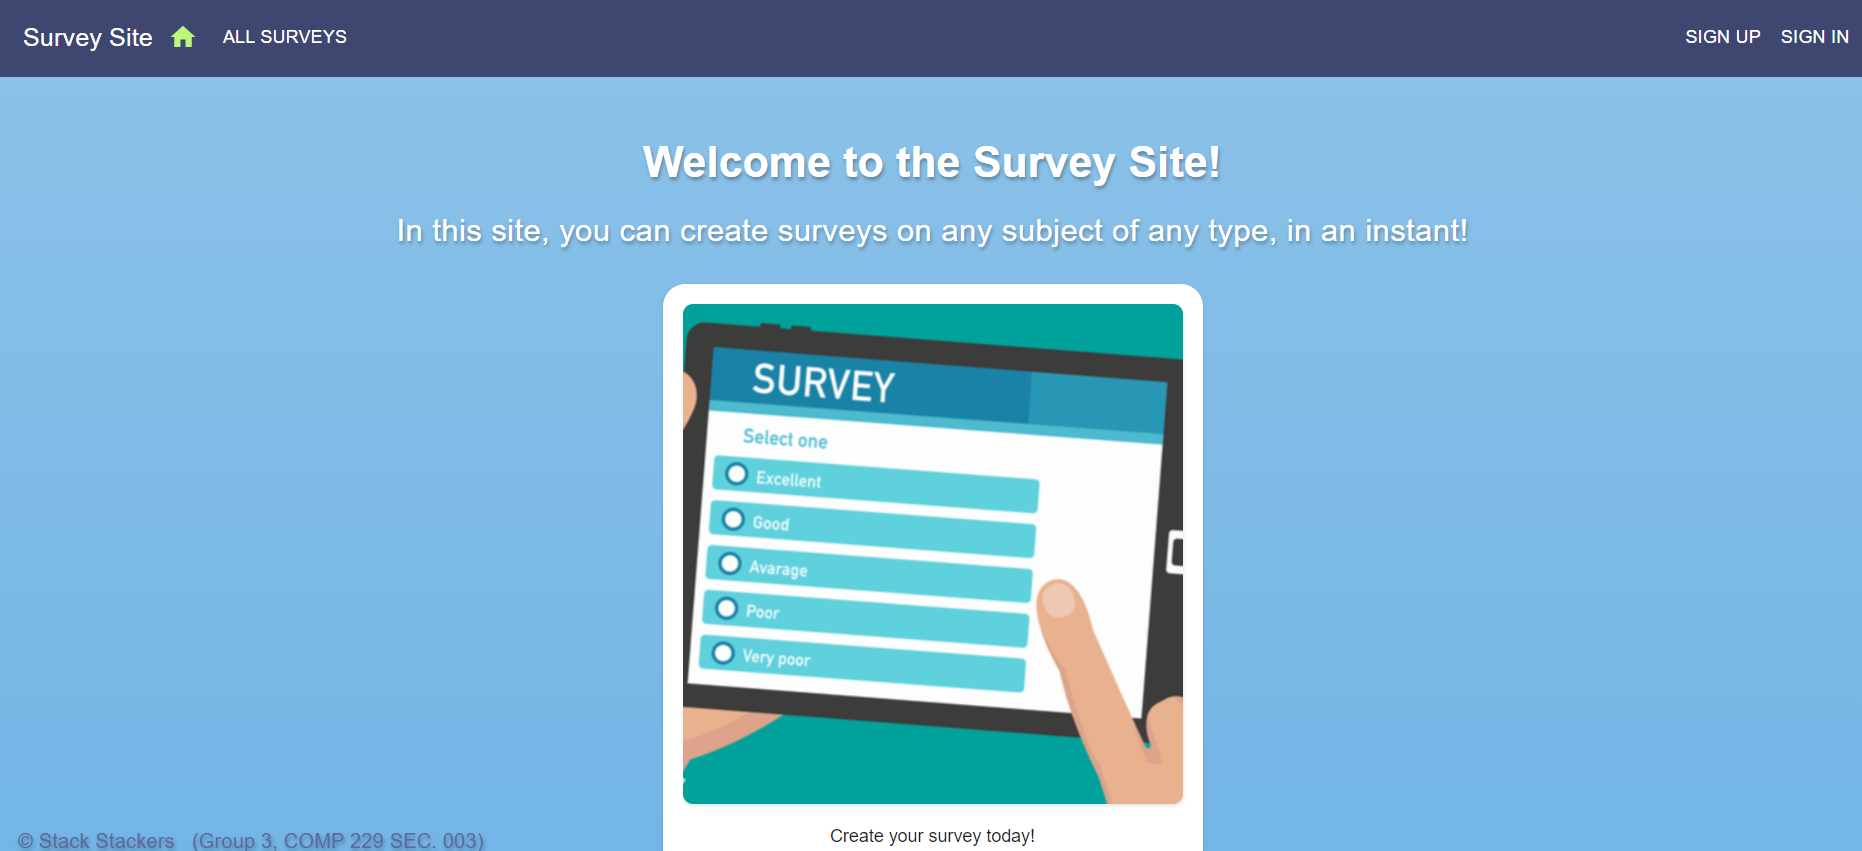 Survey Site ALL SURVEYS SIGN UP SIGN IN
Welcome to the Survey Site!
In this site, you can create surveys on any subject of any type, in an instant!
SURVEY
Select one
Excellent
Good
Avarage
Poor
Very poor
Create your survey today!
© Stack Stackers (Group 3, COMP 229 SEC. 003)